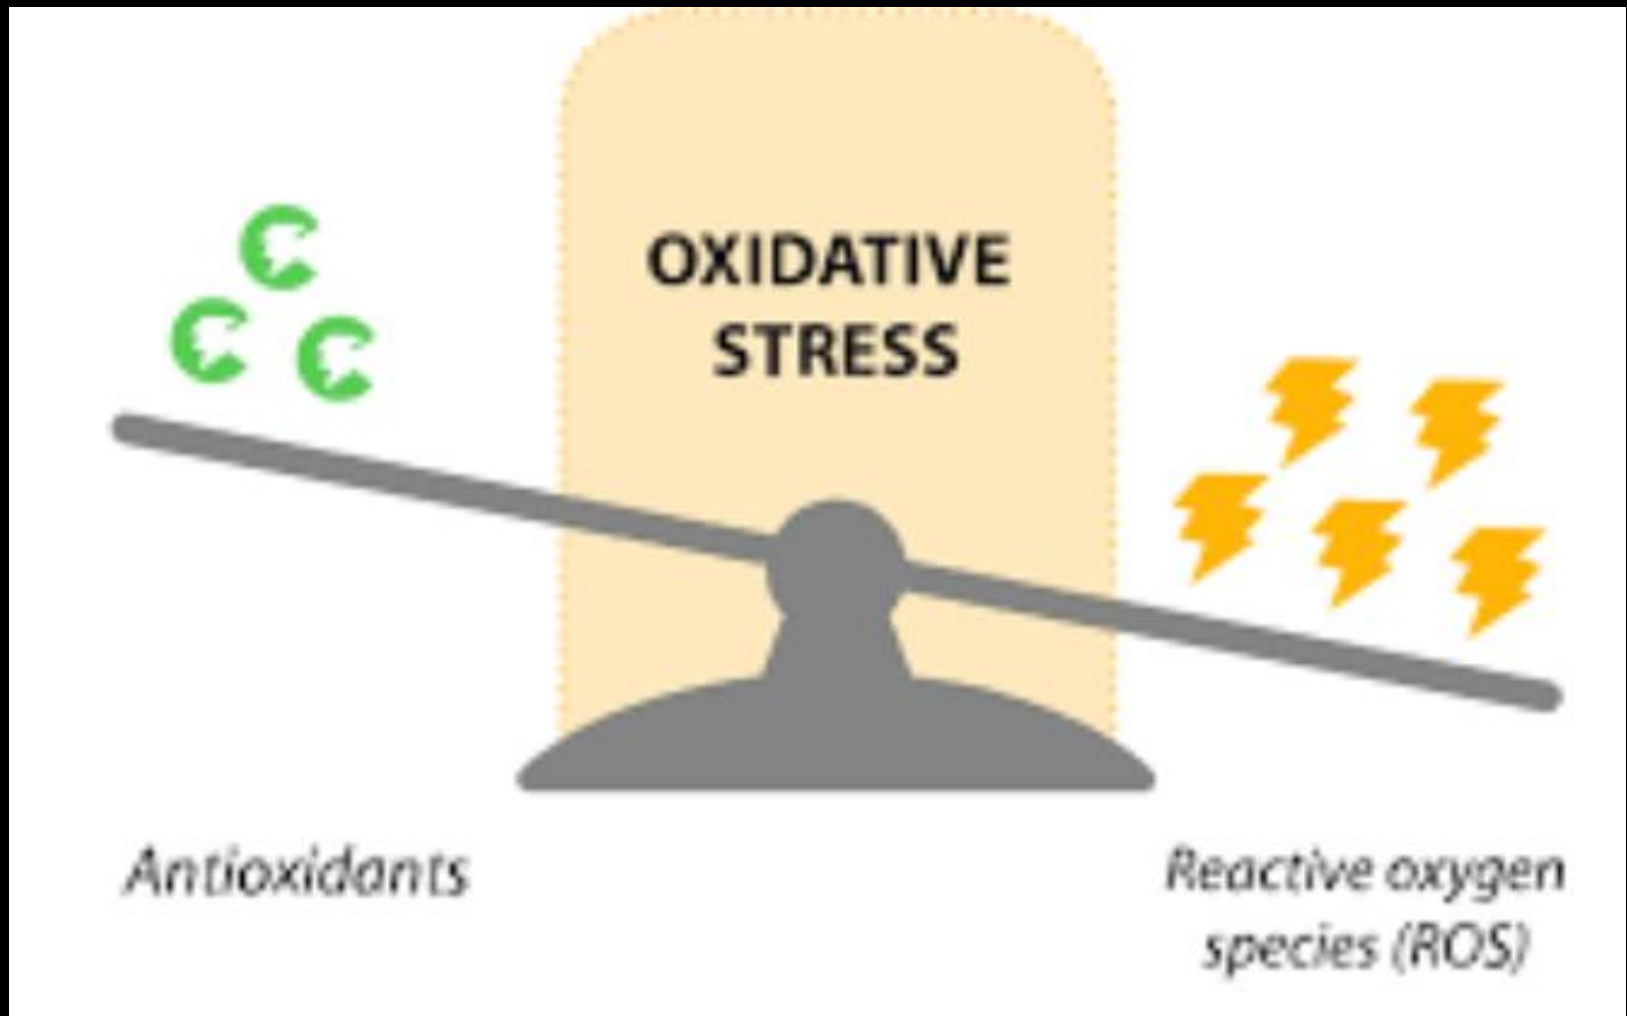 OXIDATIVE
STRESS
Antioxidants
Reactive oxygen
species (ROS)